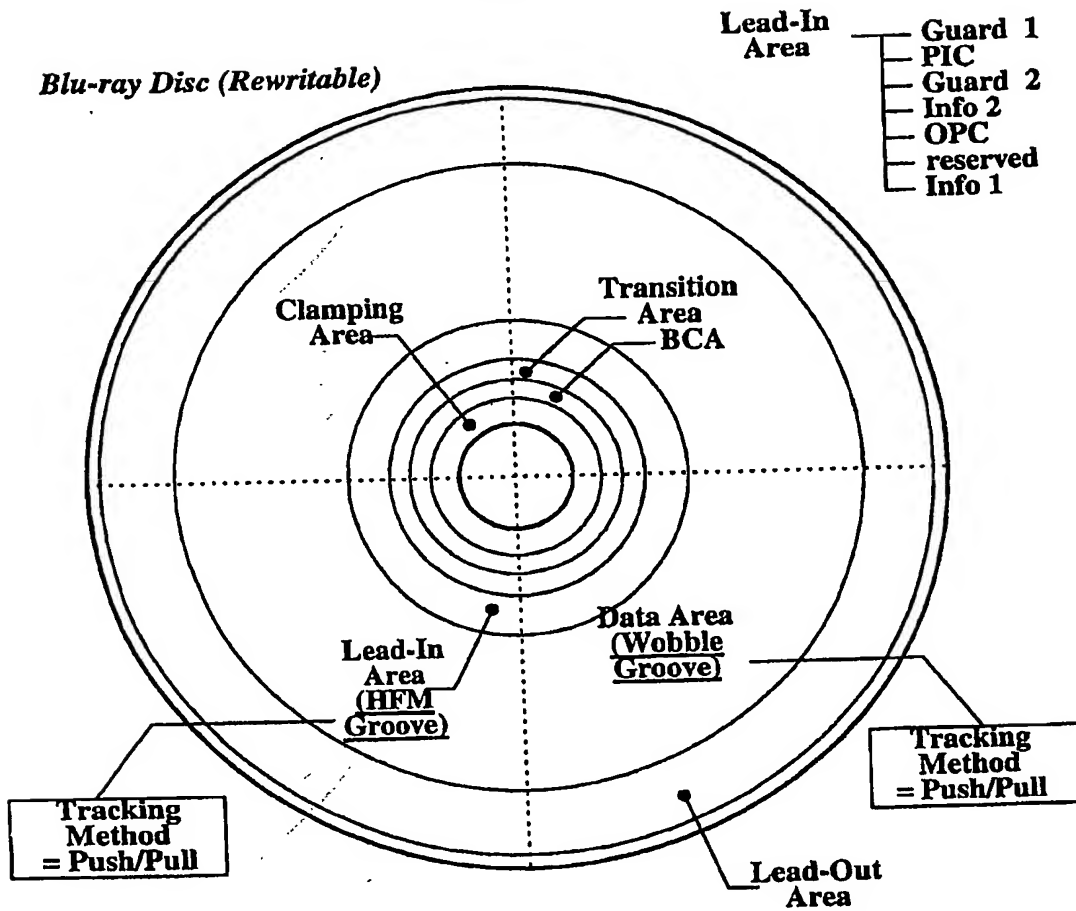 Lead-In
Area
Guard 1
PIC
Guard 2
Info 2
OPC
reserved
Info 1
Blu-ray Disc (Rewritable)
Clamping
Area
Transition
Area
BCA
Data Area
(Wobble
Groove)
Lead-In
Area
(HFM
Groove)
Tracking
Method
= Push/Pull
Tracking
Method
= Push/Pull
Lead-Out
Area